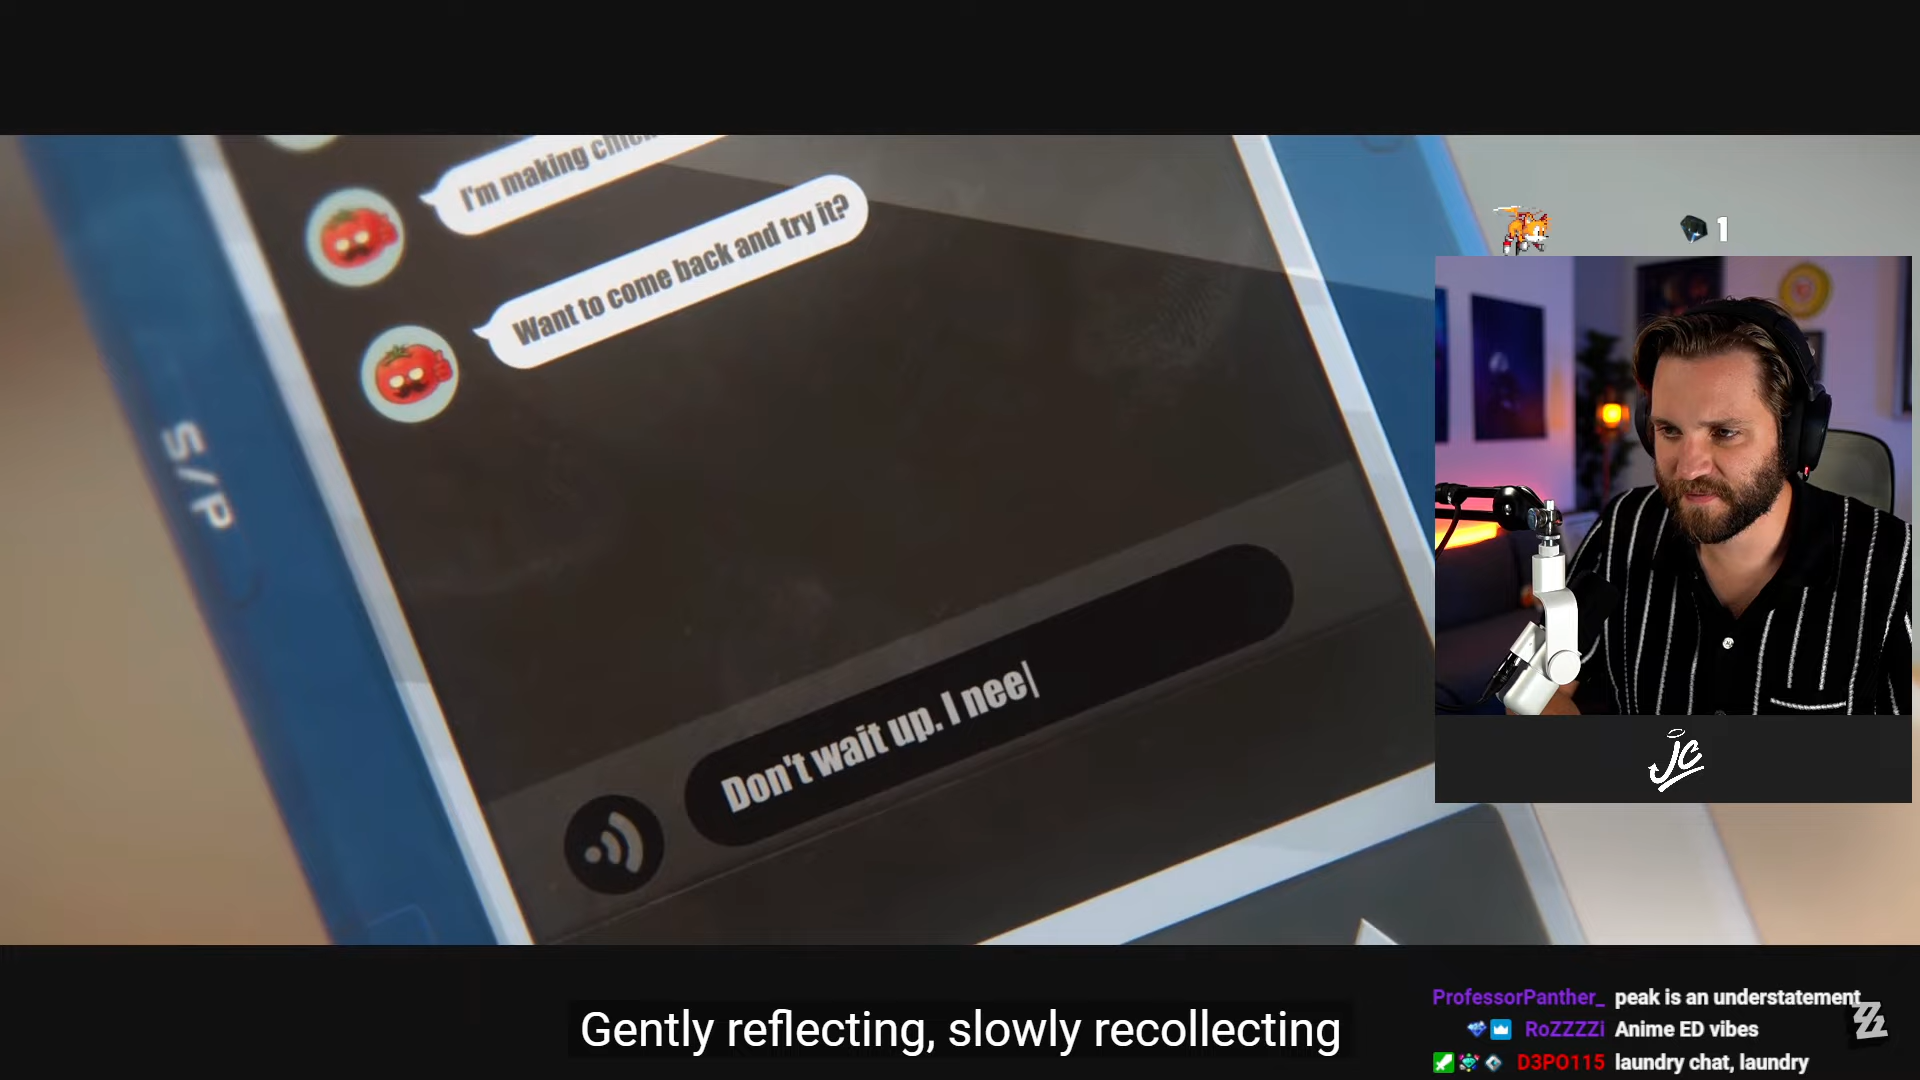 I'm making
Want to come back and try it?
S/P
Don't wait up. I nee
1
jc
Gently reflecting, slowly recollecting
ProfessorPanther_ peak is an understatement
RoZZZZi Anime ED vibes
D3PO115 laundry chat, laundry